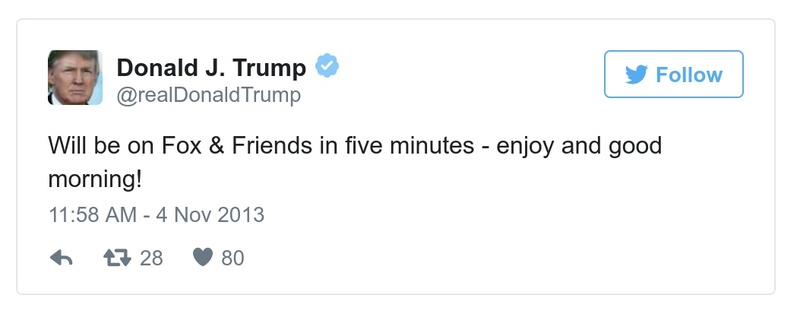 Donald J. Trump
@realDonaldTrump
Follow
Will be on Fox & Friends in five minutes - enjoy and good
morning!
11:58 AM - 4 Nov 2013
28 80